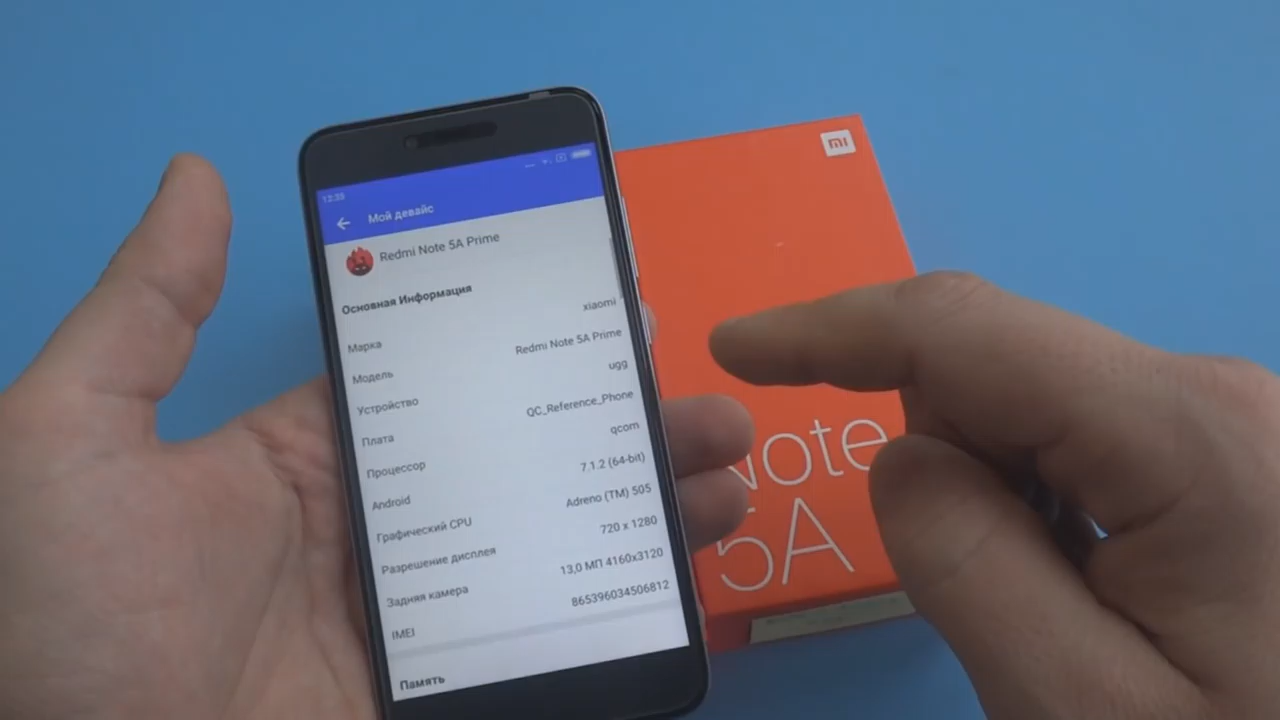 12:39
Мой девайс
Redmi Note 5A Prime
Основная Информация
Марка xiaomi
Модель Redmi Note 5A Prime
Устройство ugg
Плата QC_Reference_Phone
Процессор qcom
Android 7.1.2 (64-bit)
Графический CPU Adreno (TM) 505
Разрешение дисплея 720 x 1280
Задняя камера 13,0 МП 4160x3120
IMEI 865396034506812
Память
mi
Note
5A